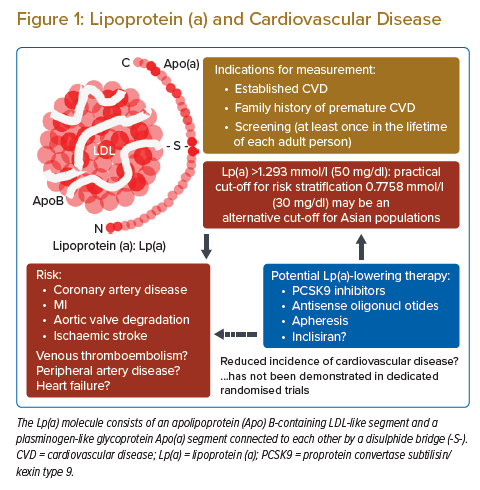 Figure 1: Lipoprotein (a) and Cardiovascular Disease
C
Apo(a)
LDL
-S-
ApoB
N
Lipoprotein (a): Lp(a)
Indications for measurement:
• Established CVD
• Family history of premature CVD
• Screening (at least once in the lifetime
of each adult person)
Lp(a) >1.293 mmol/l (50 mg/dl): practical
cut-off for risk stratification 0.7758 mmol/l
(30 mg/dl) may be an
alternative cut-off for Asian populations
Risk:
• Coronary artery disease
• MI
• Aortic valve degradation
• Ischaemic stroke
Venous thromboembolism?
Peripheral artery disease?
Heart failure?
Potential Lp(a)-lowering therapy:
• PCSK9 inhibitors
• Antisense oligonucl otides
• Apheresis
• Inclisiran?
Reduced incidence of cardiovascular disease?
...has not been demonstrated in dedicated
randomised trials
The Lp(a) molecule consists of an apolipoprotein (Apo) B-containing LDL-like segment and a
plasminogen-like glycoprotein Apo(a) segment connected to each other by a disulphide bridge (-S-).
CVD = cardiovascular disease; Lp(a) = lipoprotein (a); PCSK9 = proprotein convertase subtilisin/
kexin type 9.